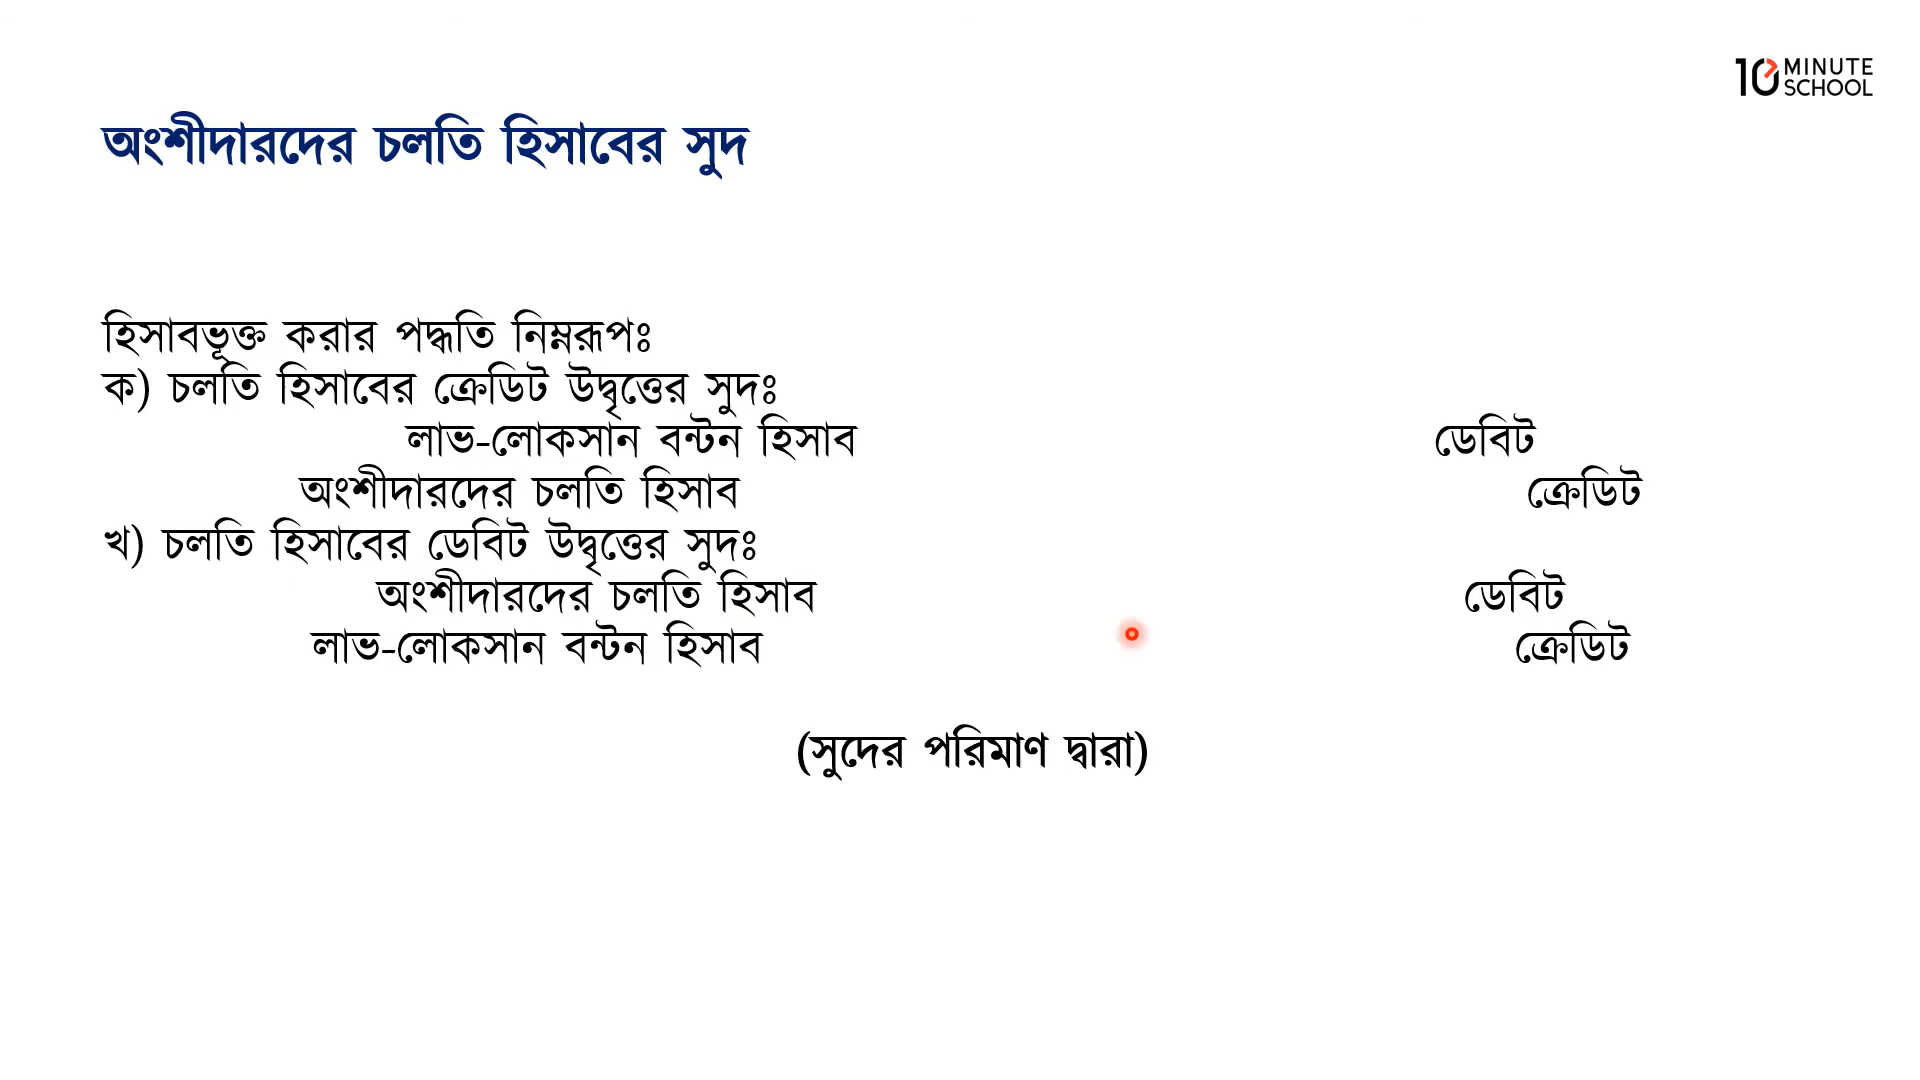 10 MINUTE
SCHOOL
অংশীদারদের চলতি হিসাবের সুদ
হিসাবভূক্ত করার পদ্ধতি নিম্নরূপঃ
ক) চলতি হিসাবের ক্রেডিট উদ্বৃত্তের সুদঃ
লাভ-লোকসান বন্টন হিসাব ডেবিট
অংশীদারদের চলতি হিসাব ক্রেডিট
খ) চলতি হিসাবের ডেবিট উদ্বৃত্তের সুদঃ
অংশীদারদের চলতি হিসাব ডেবিট
লাভ-লোকসান বন্টন হিসাব ক্রেডিট
(সুদের পরিমাণ দ্বারা)